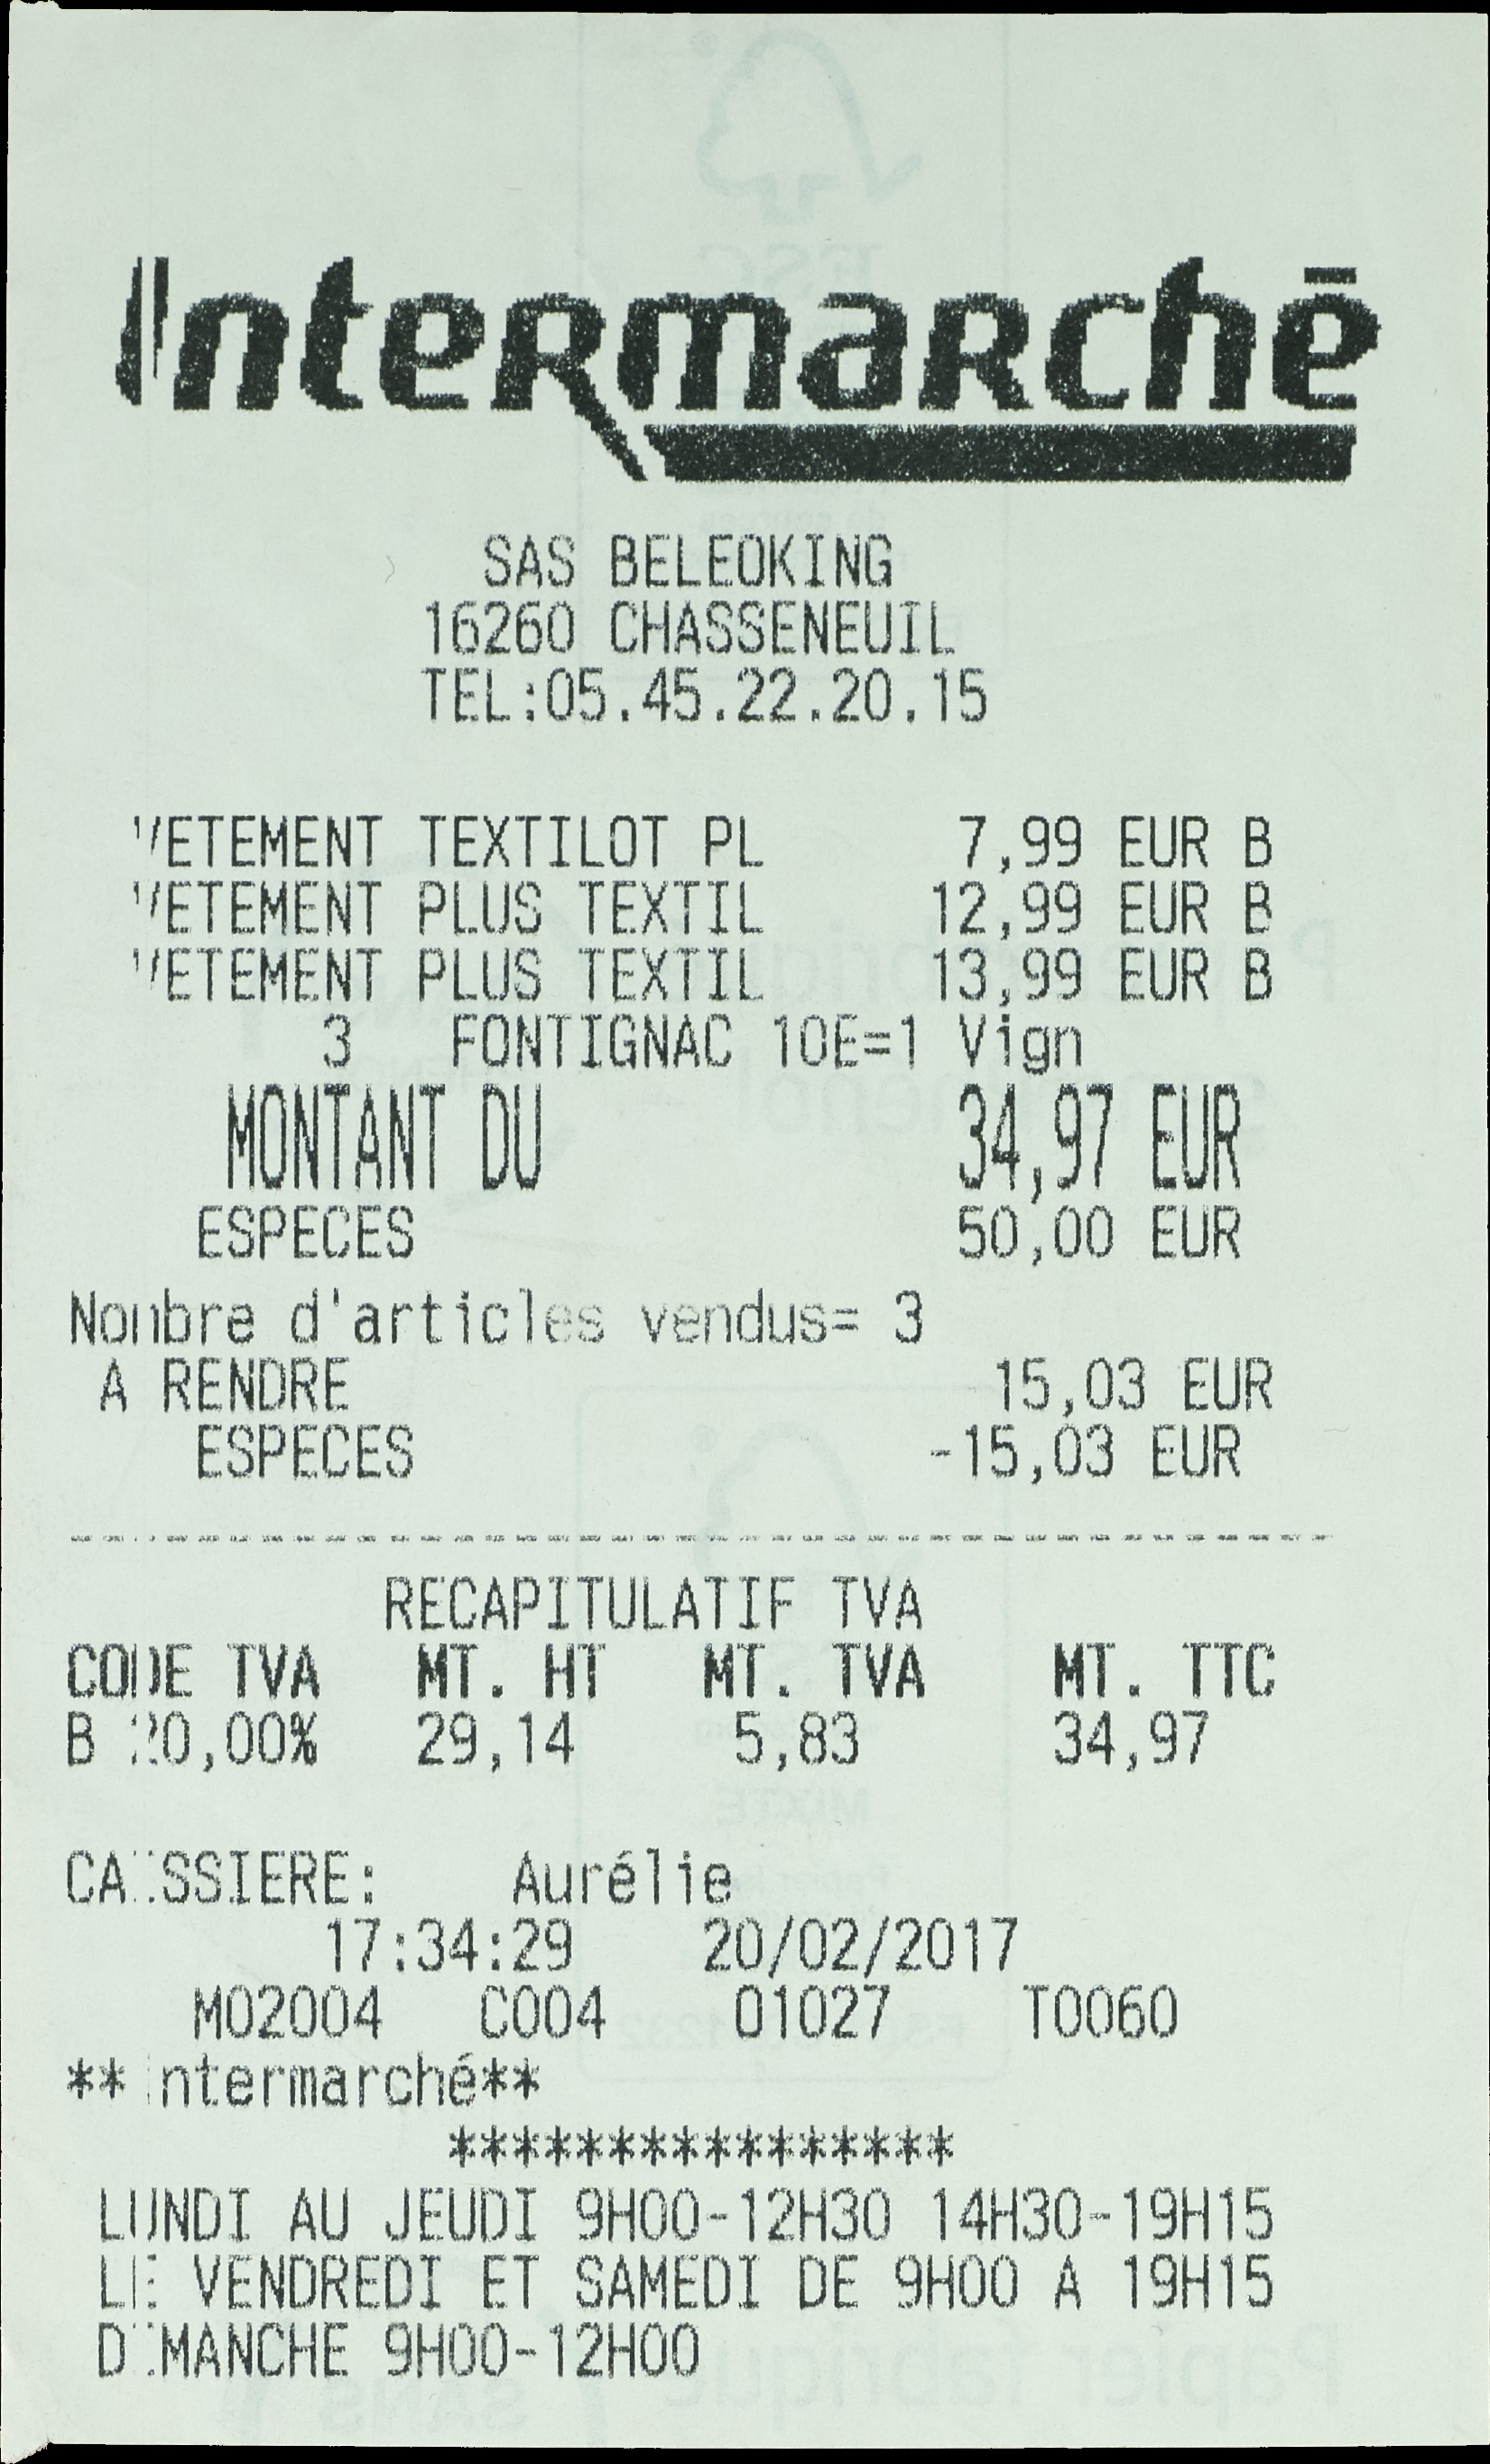 Intermarché
SAS BELEOKING
16260 CHASSENEUIL
TEL:05.45.22.20.15
VETEMENT TEXTILOT PL 7,99 EUR B
VETEMENT PLUS TEXTIL 12,99 EUR B
VETEMENT PLUS TEXTIL 13,99 EUR B
3 FONTIGNAC 10E=1 Vign
MONTANT DU 34,97 EUR
ESPECES 50,00 EUR
Nombre d'articles vendus= 3
A RENDRE 15,03 EUR
ESPECES -15,03 EUR
RECAPITULATIF TVA
CODE TVA MT. HT MT. TVA MT. TTC
B 20,00% 29,14 5,83 34,97
CAISSIERE: Aurélie
17:34:29 20/02/2017
M02004 C004 01027 T0060
**Intermarché**
****************
LUNDI AU JEUDI 9H00-12H30 14H30-19H15
LE VENDREDI ET SAMEDI DE 9H00 A 19H15
DIMANCHE 9H00-12H00